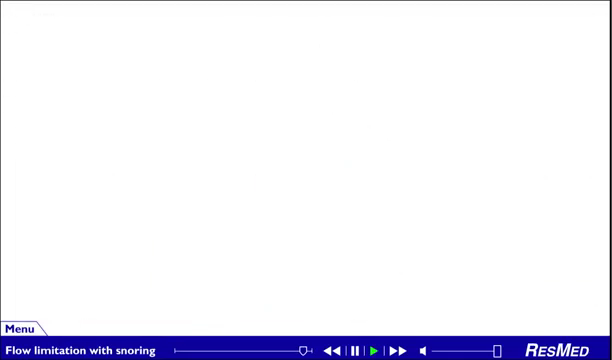 Menu
Flow limitation with snoring
RESMED